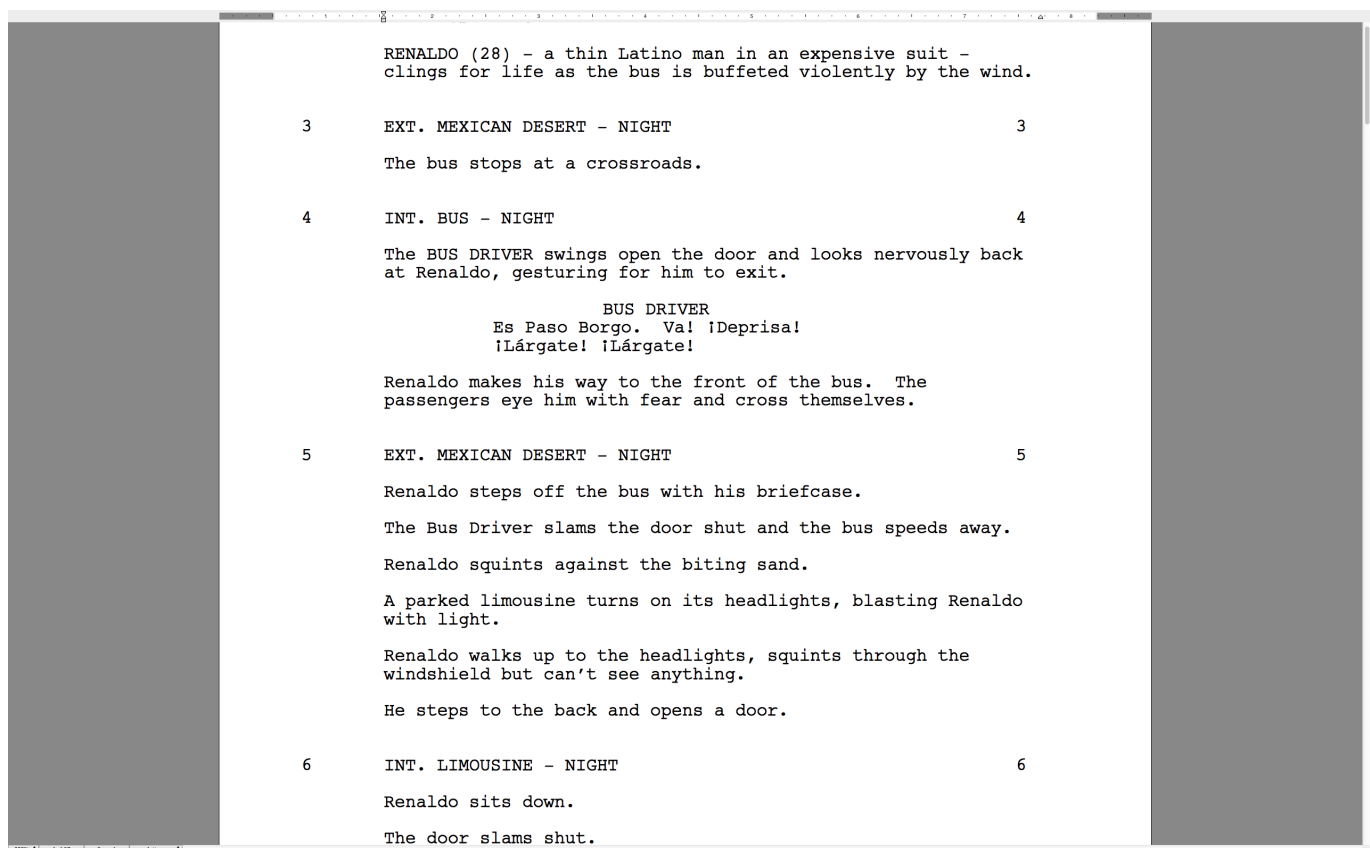 RENALDO (28) – a thin Latino man in an expensive suit –
clings for life as the bus is buffeted violently by the wind.
3 EXT. MEXICAN DESERT – NIGHT 3
The bus stops at a crossroads.
4 INT. BUS – NIGHT 4
The BUS DRIVER swings open the door and looks nervously back
at Renaldo, gesturing for him to exit.
BUS DRIVER
Es Paso Borgo.  Va! ¡Deprisa!
¡Lárgate! ¡Lárgate!
Renaldo makes his way to the front of the bus.  The
passengers eye him with fear and cross themselves.
5 EXT. MEXICAN DESERT – NIGHT 5
Renaldo steps off the bus with his briefcase.
The Bus Driver slams the door shut and the bus speeds away.
Renaldo squints against the biting sand.
A parked limousine turns on its headlights, blasting Renaldo
with light.
Renaldo walks up to the headlights, squints through the
windshield but can’t see anything.
He steps to the back and opens a door.
6 INT. LIMOUSINE – NIGHT 6
Renaldo sits down.
The door slams shut.